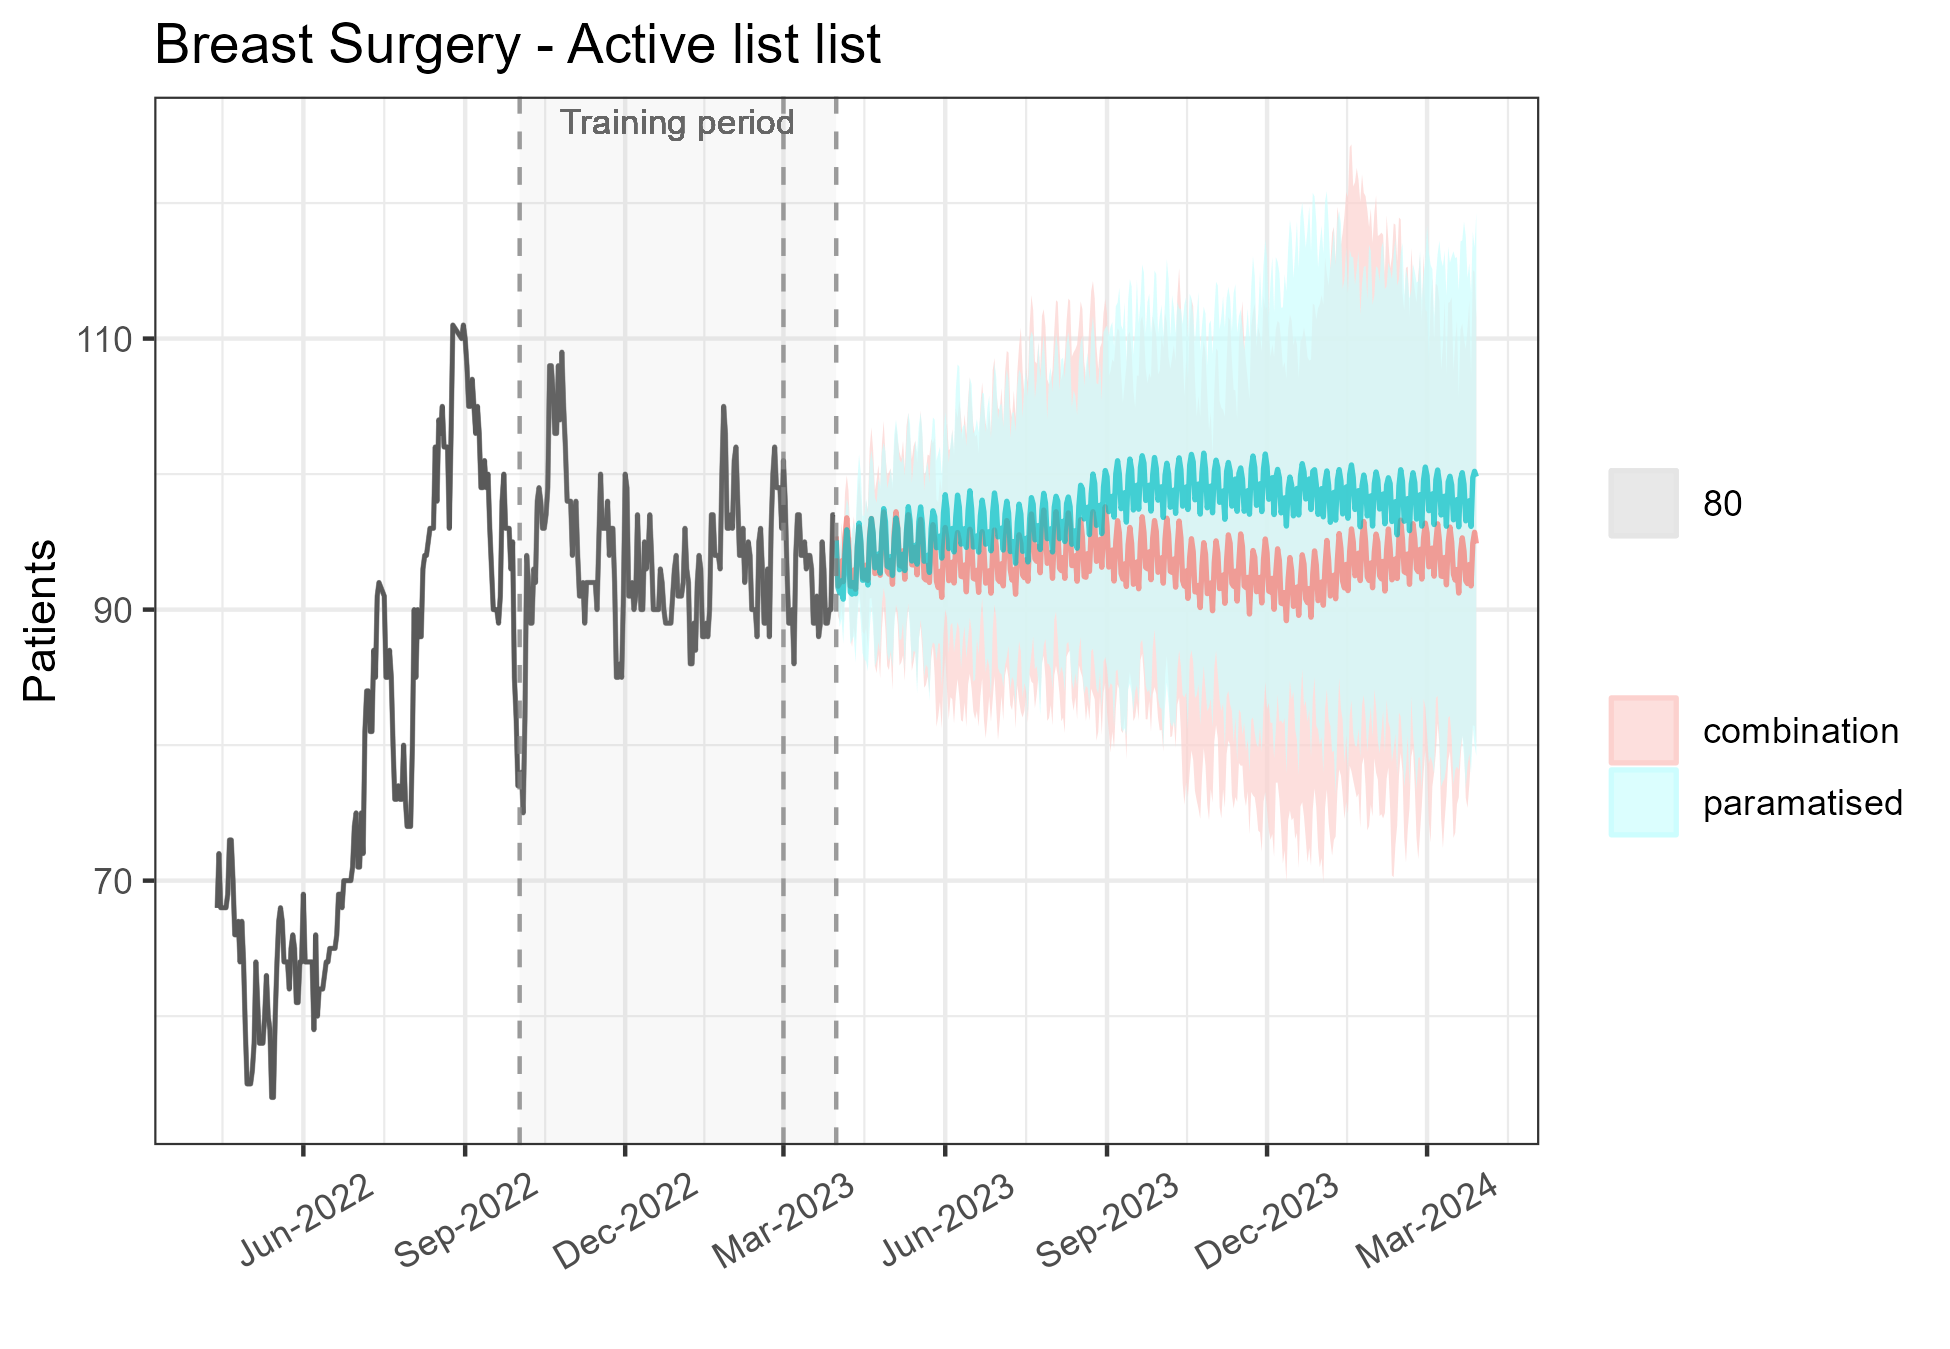 Breast Surgery - Active list list
Training period
Patients
110
90
70
Jun-2022
Sep-2022
Dec-2022
Mar-2023
Jun-2023
Sep-2023
Dec-2023
Mar-2024
80
combination
paramatised